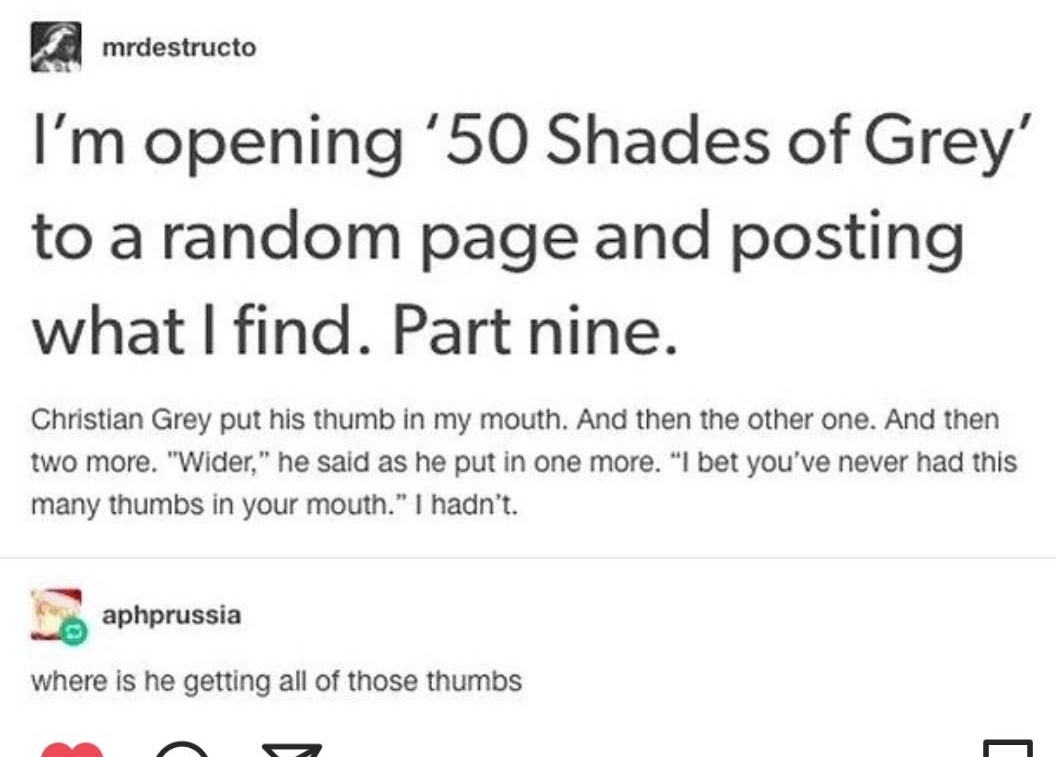 mrdestructo
I’m opening ‘50 Shades of Grey’
to a random page and posting
what I find. Part nine.
Christian Grey put his thumb in my mouth. And then the other one. And then
two more. "Wider,” he said as he put in one more. “I bet you’ve never had this
many thumbs in your mouth.” I hadn’t.
aphprussia
where is he getting all of those thumbs